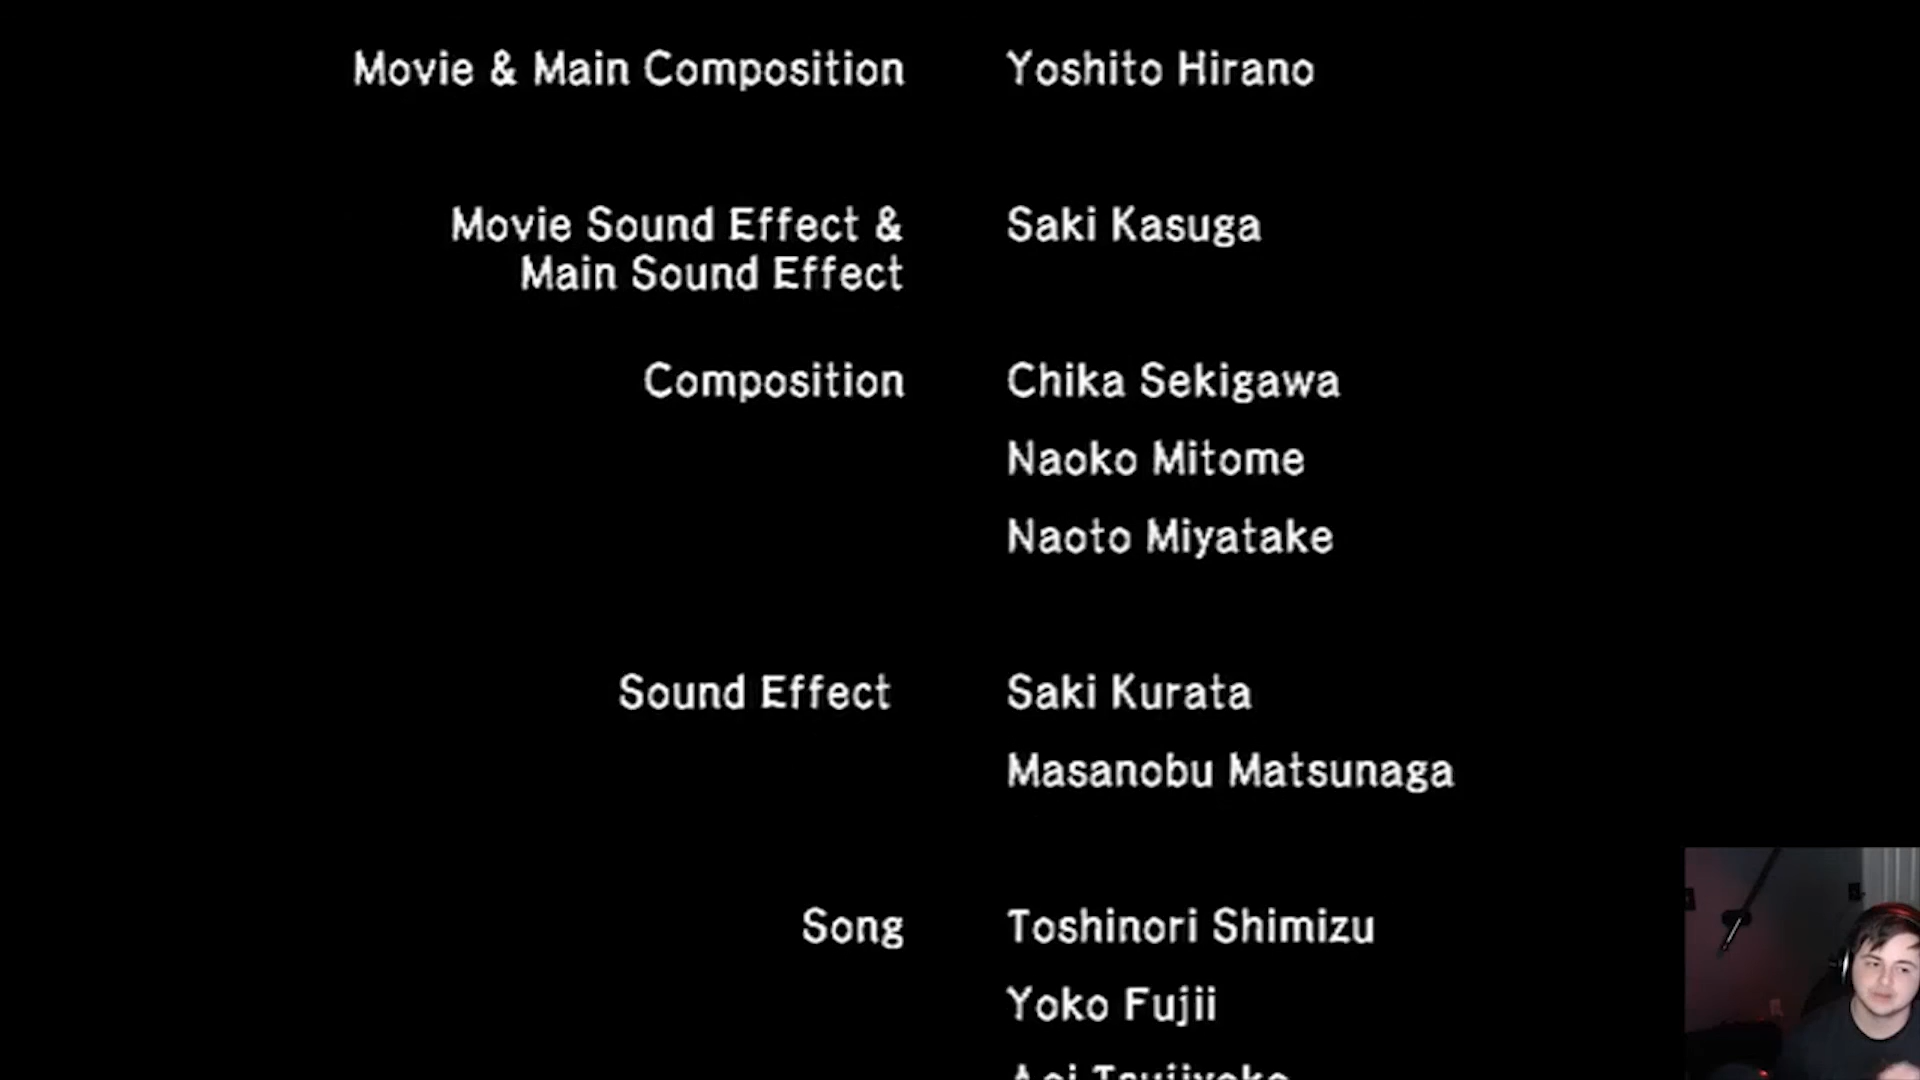 Movie & Main Composition Yoshito Hirano
Movie Sound Effect & Saki Kasuga
Main Sound Effect
Composition Chika Sekigawa
Naoko Mitome
Naoto Miyatake
Sound Effect Saki Kurata
Masanobu Matsunaga
Song Toshinori Shimizu
Yoko Fujii